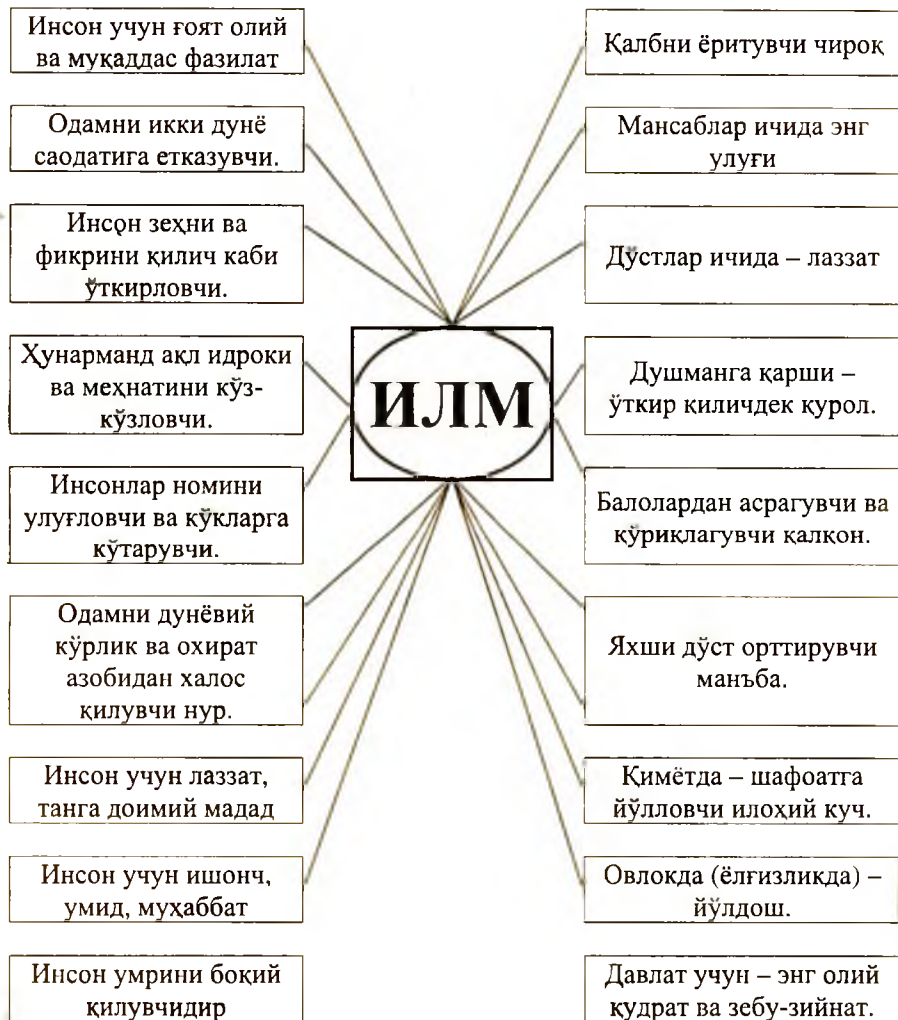 Инсон учун ғоят олий
ва муқаддас фазилат
Одамни икки дунё
саодатига етказувчи.
Инсон зеҳни ва
фикрини қилич каби
ўткирловчи.
Ҳунарманд ақл идроки
ва меҳнатини кўз-
кўзловчи.
Инсонлар номини
улуғловчи ва кўкларга
кўтарувчи.
Одамни дунёвий
кўрлик ва охират
азобидан халос
қилувчи нур.
Инсон учун лаззат,
танга доимий мадад
Инсон учун ишонч,
умид, муҳаббат
Инсон умрини боқий
қилувчидир
ИЛМ
Қалбни ёритувчи чироқ
Мансаблар ичида энг
улуғи
Дўстлар ичида – лаззат
Душманга қарши –
ўткир қиличдек қурол.
Балолардан асрагувчи ва
қўриқлагувчи қалқон.
Яхши дўст орттирувчи
манъба.
Қимётда – шафоатга
йўлловчи илоҳий куч.
Овлокда (ёлғизликда) –
йўлдош.
Давлат учун – энг олий
қудрат ва зебу-зийнат.